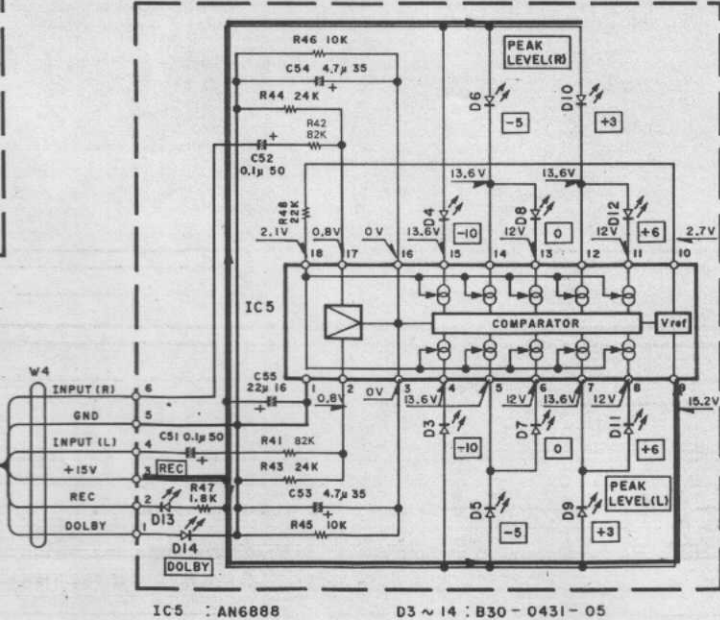 R46 10K
C54 4.7μ 35
+
R44 24K
R42
82K
+
C52
0.1μ 50
PEAK
LEVEL(R)
D6
-5
D10
+3
R48
22K
13.6V
13.6V
D4
-10
D8
0
D12
+6
2.1V
0.8V
0V
13.6V
12V
12V
2.7V
18
17
16
15
14
13
12
11
10
IC5
COMPARATOR
Vref
C55
22μ 16
+
1
2
3
4
5
6
7
8
9
0.8V
0V
13.6V
12V
13.6V
12V
15.2V
W4
INPUT(R)
6
GND
5
INPUT(L)
4
C51 0.1μ 50
+
R41 82K
+15V
3
REC
R43 24K
REC
2
R47
1.8K
D13
C53 4.7μ 35
+
DOLBY
1
D14
R45 10K
DOLBY
D3
-10
D7
0
D11
+6
D5
-5
D9
+3
PEAK
LEVEL(L)
IC5 : AN6888
D3 ~ 14 : B30-0431-05